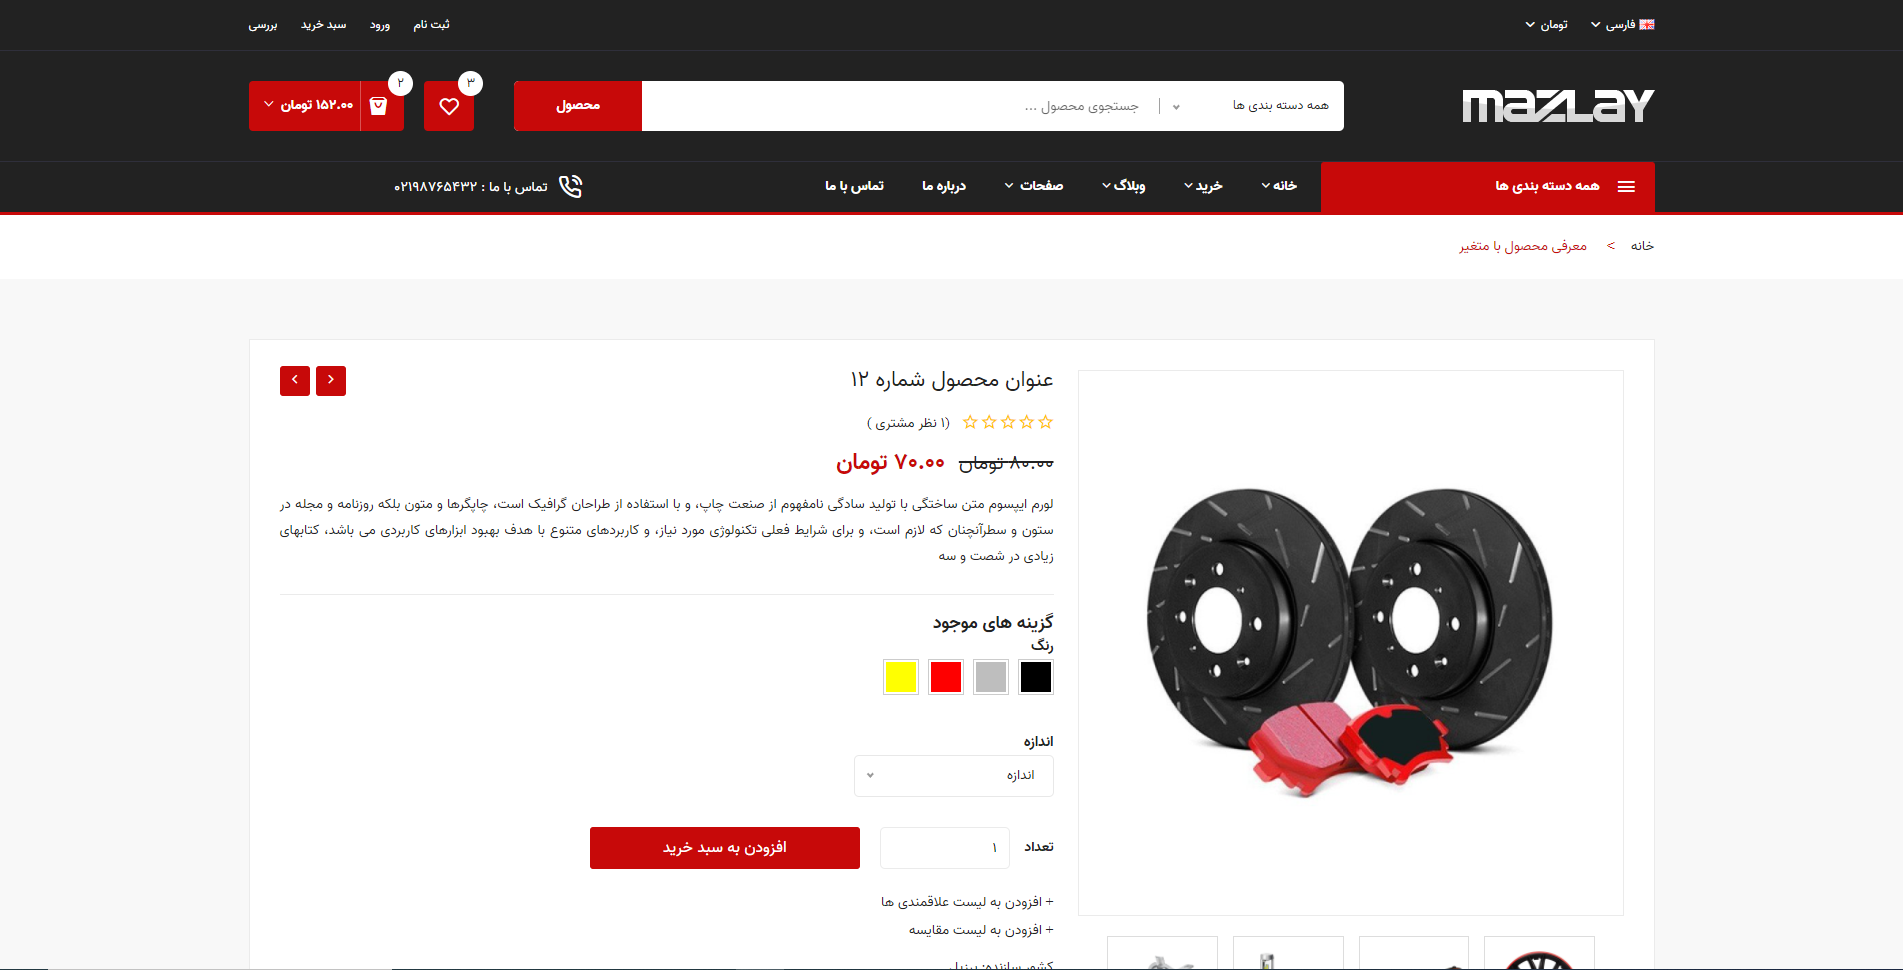 فارسی
تومان
ثبت نام
ورود
سبد خرید
بررسی
mazlay
همه دسته بندی ها
جستجوی محصول ...
محصول
۳
۲
۱۵۲.۰۰ تومان
همه دسته بندی ها
خانه
خرید
وبلاگ
صفحات
درباره ما
تماس با ما
تماس با ما : ۰۲۱۹۸۷۶۵۴۳۲
خانه > معرفی محصول با متغیر
عنوان محصول شماره ۱۲
(۱ نظر مشتری )
۸۰.۰۰ تومان ۷۰.۰۰ تومان
لورم ایپسوم متن ساختگی با تولید سادگی نامفهوم از صنعت چاپ، و با استفاده از طراحان گرافیک است، چاپگرها و متون بلکه روزنامه و مجله در
ستون و سطرآنچنان که لازم است، و برای شرایط فعلی تکنولوژی مورد نیاز، و کاربردهای متنوع با هدف بهبود ابزارهای کاربردی می باشد، کتابهای
زیادی در شصت و سه
گزینه های موجود
رنگ
اندازه
اندازه
تعداد
۱
افزودن به سبد خرید
+ افزودن به لیست علاقمندی ها
+ افزودن به لیست مقایسه
کشور سازنده: برزیل